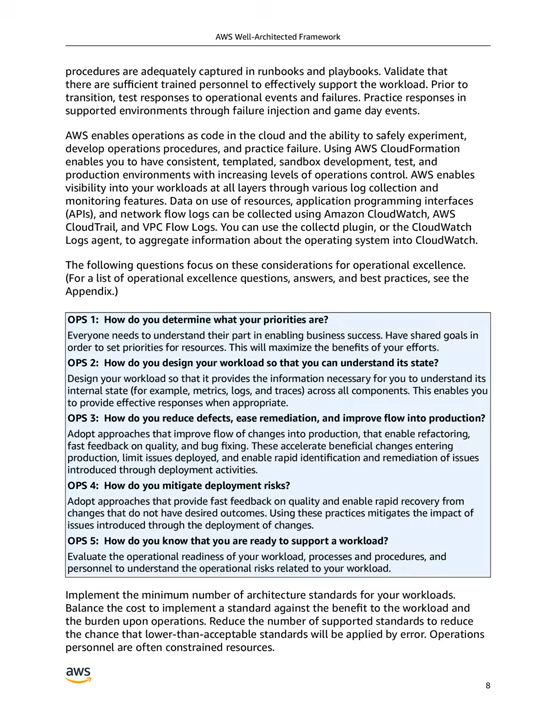 AWS Well-Architected Framework
procedures are adequately captured in runbooks and playbooks. Validate that
there are sufficient trained personnel to effectively support the workload. Prior to
transition, test responses to operational events and failures. Practice responses in
supported environments through failure injection and game day events.
AWS enables operations as code in the cloud and the ability to safely experiment,
develop operations procedures, and practice failure. Using AWS CloudFormation
enables you to have consistent, templated, sandbox development, test, and
production environments with increasing levels of operations control. AWS enables
visibility into your workloads at all layers through various log collection and
monitoring features. Data on use of resources, application programming interfaces
(APIs), and network flow logs can be collected using Amazon CloudWatch, AWS
CloudTrail, and VPC Flow Logs. You can use the collectd plugin, or the CloudWatch
Logs agent, to aggregate information about the operating system into CloudWatch.
The following questions focus on these considerations for operational excellence.
(For a list of operational excellence questions, answers, and best practices, see the
Appendix.)
OPS 1: How do you determine what your priorities are?
Everyone needs to understand their part in enabling business success. Have shared goals in
order to set priorities for resources. This will maximize the benefits of your efforts.
OPS 2: How do you design your workload so that you can understand its state?
Design your workload so that it provides the information necessary for you to understand its
internal state (for example, metrics, logs, and traces) across all components. This enables you
to provide effective responses when appropriate.
OPS 3: How do you reduce defects, ease remediation, and improve flow into production?
Adopt approaches that improve flow of changes into production, that enable refactoring,
fast feedback on quality, and bug fixing. These accelerate beneficial changes entering
production, limit issues deployed, and enable rapid identification and remediation of issues
introduced through deployment activities.
OPS 4: How do you mitigate deployment risks?
Adopt approaches that provide fast feedback on quality and enable rapid recovery from
changes that do not have desired outcomes. Using these practices mitigates the impact of
issues introduced through the deployment of changes.
OPS 5: How do you know that you are ready to support a workload?
Evaluate the operational readiness of your workload, processes and procedures, and
personnel to understand the operational risks related to your workload.
Implement the minimum number of architecture standards for your workloads.
Balance the cost to implement a standard against the benefit to the workload and
the burden upon operations. Reduce the number of supported standards to reduce
the chance that lower-than-acceptable standards will be applied by error. Operations
personnel are often constrained resources.
aws
8